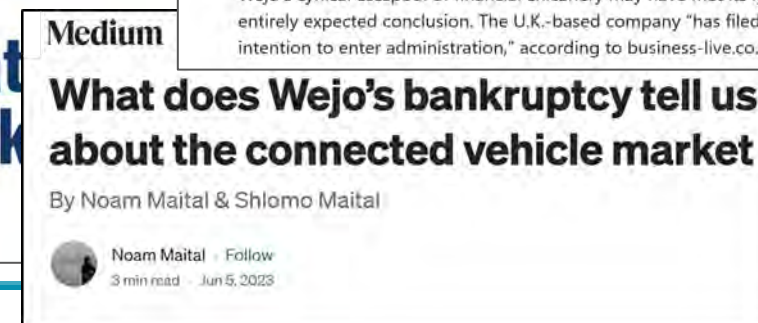 entirely expected conclusion. The U.K.-based company "has filed
intention to enter administration," according to business-live.co.
Medium
What does Wejo's bankruptcy tell us
about the connected vehicle market
By Noam Maital & Shlomo Maital
Noam Maital · Follow
3 min read · Jun 5, 2023